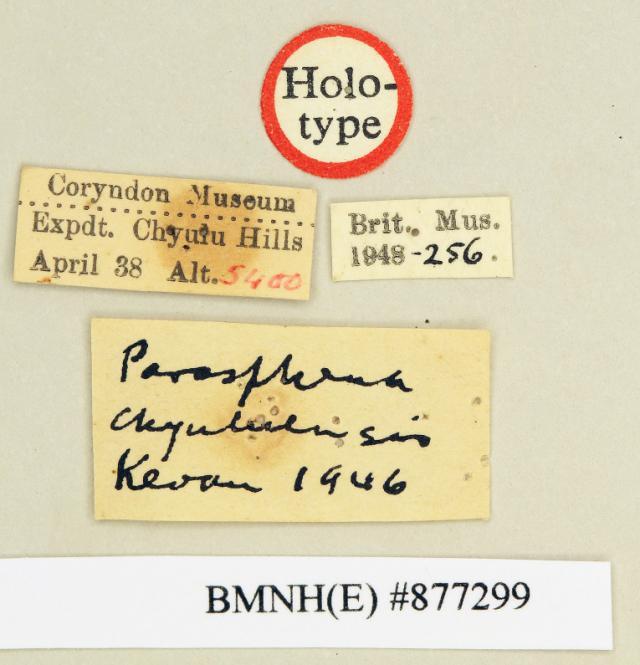 Holo-
type
Coryndon Museum
Expdt. Chyulu Hills
April 38 Alt. 5400
Brit. Mus.
1948-256.
Parasphena
chyuluensis
Kevan 1946
BMNH(E) #877299